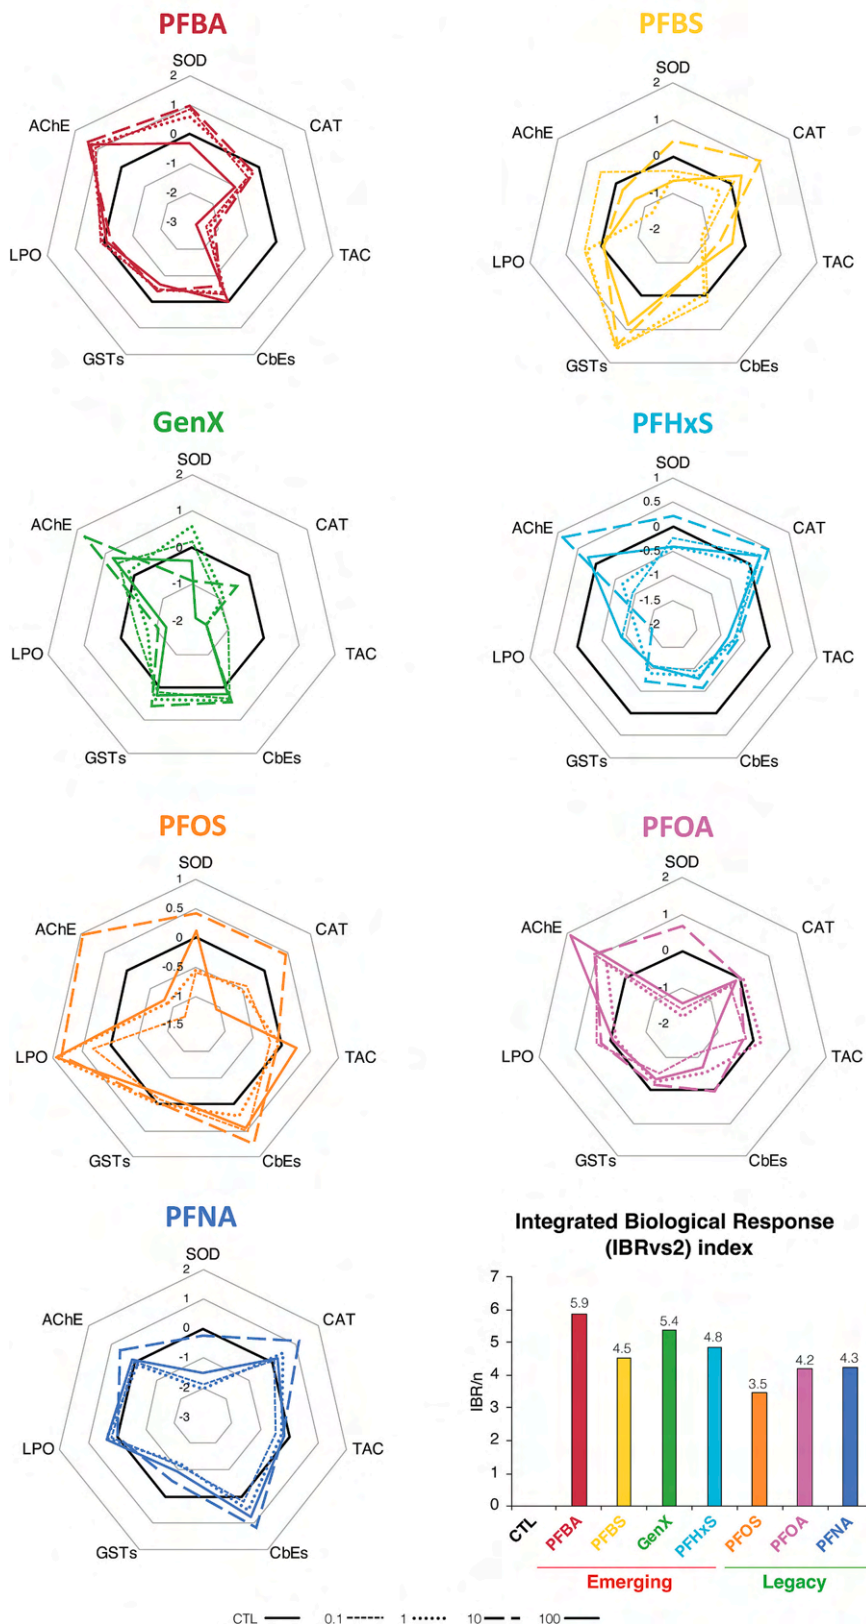 PFBA
PFBS
SOD
2
1
0
-1
-2
-3
CAT
TAC
CbEs
GSTs
LPO
AChE
SOD
2
1
0
-1
-2
CAT
TAC
CbEs
GSTs
LPO
AChE
GenX
PFHxS
SOD
2
1
0
-1
-2
CAT
TAC
CbEs
GSTs
LPO
AChE
SOD
1
0.5
0
-0.5
-1
-1.5
-2
CAT
TAC
CbEs
GSTs
LPO
AChE
PFOS
PFOA
SOD
1
0.5
0
-0.5
-1
-1.5
CAT
TAC
CbEs
GSTs
LPO
AChE
SOD
2
1
0
-1
-2
CAT
TAC
CbEs
GSTs
LPO
AChE
PFNA
SOD
2
1
0
-1
-2
-3
CAT
TAC
CbEs
GSTs
LPO
AChE
Integrated Biological Response
(IBRvs2) index
IBR/n
7
6
5
4
3
2
1
0
5.9
4.5
5.4
4.8
3.5
4.2
4.3
CTL
PFBA
PFBS
GenX
PFHxS
PFOS
PFOA
PFNA
Emerging
Legacy
CTL 0.1 1 10 100